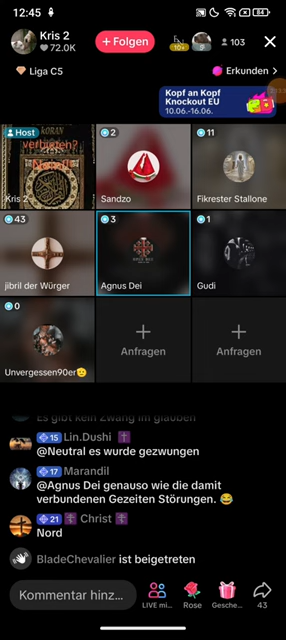 12:45
84
Kris 2
72.0K
+ Folgen
10+
103
Liga C5
Erkunden >
Kopf an Kopf
Knockout EU
10.06.-16.06.
Host
KORAN
verbieten?
2
11
Kris 2
Sandzo
Fikrester Stallone
43
3
1
jibril der Würger
Agnus Dei
Gudi
0
Unvergessen90er🫡
Anfragen
Anfragen
Es gibt kein Zwang im glauben
15 Lin.Dushi ✝️
@Neutral es wurde gezwungen
17 Marandil
@Agnus Dei genauso wie die damit
verbundenen Gezeiten Störungen. 😂
21 ☦️ Christ ☦️
Nord
BladeChevalier ist beigetreten
Kommentar hinz...
LIVE mi...
Rose
Gesche...
43